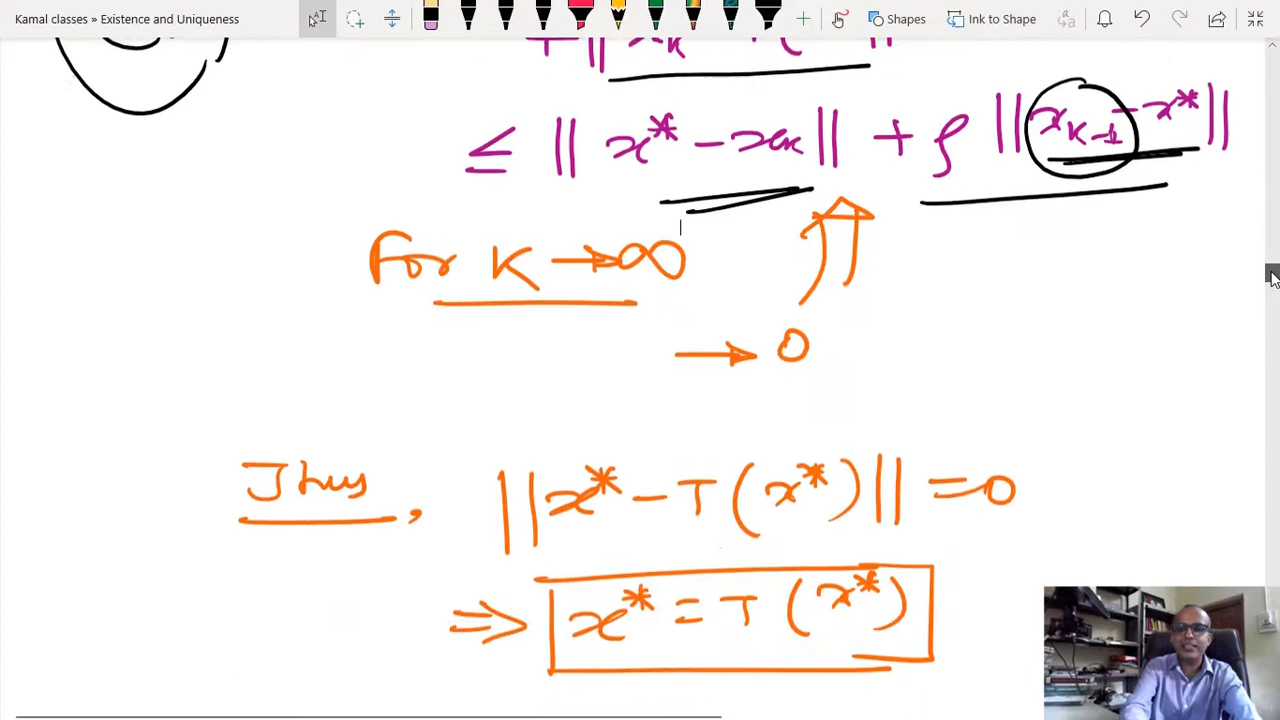 Kamal classes » Existence and Uniqueness
Shapes
Ink to Shape
≤ || x* - xₖ || + ρ || xₖ₋₁ - x* ||
For K → ∞
→ 0
Thus, || x* - T(x*) || = 0
⇒ x* = T(x*)